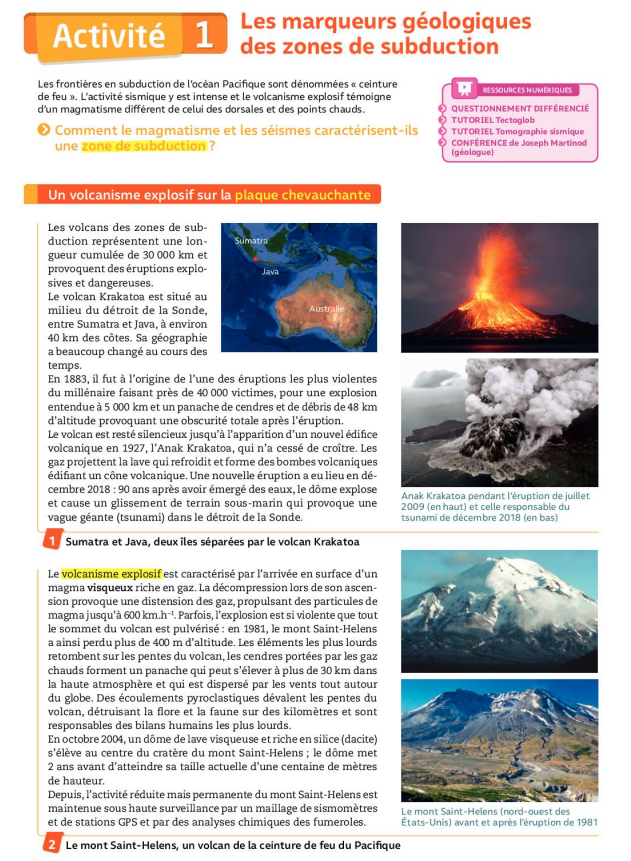 Activité 1
Les marqueurs géologiques
des zones de subduction
Les frontières en subduction de l'océan Pacifique sont dénommées « ceinture
de feu ». L'activité sismique y est intense et le volcanisme explosif témoigne
d'un magmatisme différent de celui des dorsales et des points chauds.
Comment le magmatisme et les séismes caractérisent-ils
une zone de subduction ?
RESSOURCES NUMÉRIQUES
QUESTIONNEMENT DIFFÉRENCIÉ
TUTORIEL Tectoglob
TUTORIEL Tomographie sismique
CONFÉRENCE de Joseph Martinod
(géologue)
Un volcanisme explosif sur la plaque chevauchante
Les volcans des zones de sub-
duction représentent une lon-
gueur cumulée de 30 000 km et
provoquent des éruptions explo-
sives et dangereuses.
Le volcan Krakatoa est situé au
milieu du détroit de la Sonde,
entre Sumatra et Java, à environ
40 km des côtes. Sa géographie
a beaucoup changé au cours des
temps.
En 1883, il fut à l'origine de l'une des éruptions les plus violentes
du millénaire faisant près de 40 000 victimes, pour une explosion
entendue à 5 000 km et un panache de cendres et de débris de 48 km
d'altitude provoquant une obscurité totale après l'éruption.
Le volcan est resté silencieux jusqu'à l'apparition d'un nouvel édifice
volcanique en 1927, l'Anak Krakatoa, qui n'a cessé de croître. Les
gaz projettent la lave qui refroidit et forme des bombes volcaniques
édifiant un cône volcanique. Une nouvelle éruption a eu lieu en dé-
cembre 2018 : 90 ans après avoir émergé des eaux, le dôme explose
et cause un glissement de terrain sous-marin qui provoque une
vague géante (tsunami) dans le détroit de la Sonde.
Sumatra
Java
Australie
Anak Krakatoa pendant l'éruption de juillet
2009 (en haut) et celle responsable du
tsunami de décembre 2018 (en bas)
1 Sumatra et Java, deux îles séparées par le volcan Krakatoa
Le volcanisme explosif est caractérisé par l'arrivée en surface d'un
magma visqueux riche en gaz. La décompression lors de son ascen-
sion provoque une distension des gaz, propulsant des particules de
magma jusqu'à 600 km.h⁻¹. Parfois, l'explosion est si violente que tout
le sommet du volcan est pulvérisé : en 1981, le mont Saint-Helens
a ainsi perdu plus de 400 m d'altitude. Les éléments les plus lourds
retombent sur les pentes du volcan, les cendres portées par les gaz
chauds forment un panache qui peut s'élever à plus de 30 km dans
la haute atmosphère et qui est dispersé par les vents tout autour
du globe. Des écoulements pyroclastiques dévalent les pentes du
volcan, détruisant la flore et la faune sur des kilomètres et sont
responsables des bilans humains les plus lourds.
En octobre 2004, un dôme de lave visqueuse et riche en silice (dacite)
s'élève au centre du cratère du mont Saint-Helens ; le dôme met
2 ans avant d'atteindre sa taille actuelle d'une centaine de mètres
de hauteur.
Depuis, l'activité réduite mais permanente du mont Saint-Helens est
maintenue sous haute surveillance par un maillage de sismomètres
et de stations GPS et par des analyses chimiques des fumeroles.
Le mont Saint-Helens (nord-ouest des
États-Unis) avant et après l'éruption de 1981
2 Le mont Saint-Helens, un volcan de la ceinture de feu du Pacifique